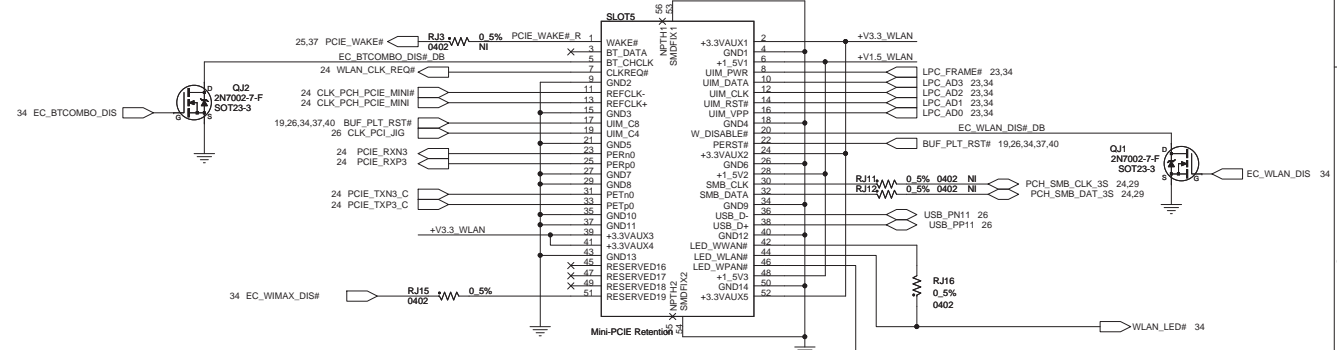 SLOT5
56
53
NPTH1
SMDFIX1
25,37 PCIE_WAKE#
RJ3
0_5%
0402
NI
PCIE_WAKE#_R
1 WAKE#
3 BT_DATA
EC_BTCOMBO_DIS#_DB
5 BT_CHCLK
24 WLAN_CLK_REQ#
7 CLKREQ#
9 GND2
24 CLK_PCH_PCIE_MINI#
11 REFCLK-
24 CLK_PCH_PCIE_MINI
13 REFCLK+
15 GND3
19,26,34,37,40 BUF_PLT_RST#
17 UIM_C8
26 CLK_PCI_JIG
19 UIM_C4
21 GND5
24 PCIE_RXN3
23 PERn0
24 PCIE_RXP3
25 PERp0
27 GND7
29 GND8
24 PCIE_TXN3_C
31 PETn0
24 PCIE_TXP3_C
33 PETp0
35 GND10
37 GND11
+V3.3_WLAN
39 +3.3VAUX3
41 +3.3VAUX4
43 GND13
45 RESERVED16
47 RESERVED17
49 RESERVED18
34 EC_WIMAX_DIS#
RJ15
0_5%
0402
51 RESERVED19
QJ2
2N7002-7-F
SOT23-3
D
G
S
34 EC_BTCOMBO_DIS
+3.3VAUX1 2
+V3.3_WLAN
GND1 4
+1_5V1 6
+V1.5_WLAN
UIM_PWR 8
LPC_FRAME# 23,34
UIM_DATA 10
LPC_AD3 23,34
UIM_CLK 12
LPC_AD2 23,34
UIM_RST# 14
LPC_AD1 23,34
UIM_VPP 16
LPC_AD0 23,34
GND4 18
W_DISABLE# 20
EC_WLAN_DIS#_DB
PERST# 22
BUF_PLT_RST# 19,26,34,37,40
+3.3VAUX2 24
GND6 26
+1_5V2 28
SMB_CLK 30
RJ11 0_5% 0402 NI
PCH_SMB_CLK_3S 24,29
SMB_DATA 32
RJ12 0_5% 0402 NI
PCH_SMB_DAT_3S 24,29
GND9 34
USB_D- 36
USB_PN11 26
USB_D+ 38
USB_PP11 26
GND12 40
LED_WWAN# 42
LED_WLAN# 44
LED_WPAN# 46
+1_5V3 48
GND14 50
+3.3VAUX5 52
QJ1
2N7002-7-F
SOT23-3
D
S
G
EC_WLAN_DIS 34
RJ16
0_5%
0402
WLAN_LED# 34
NPTH2
SMDFIX2
55
54
Mini-PCIE Retention